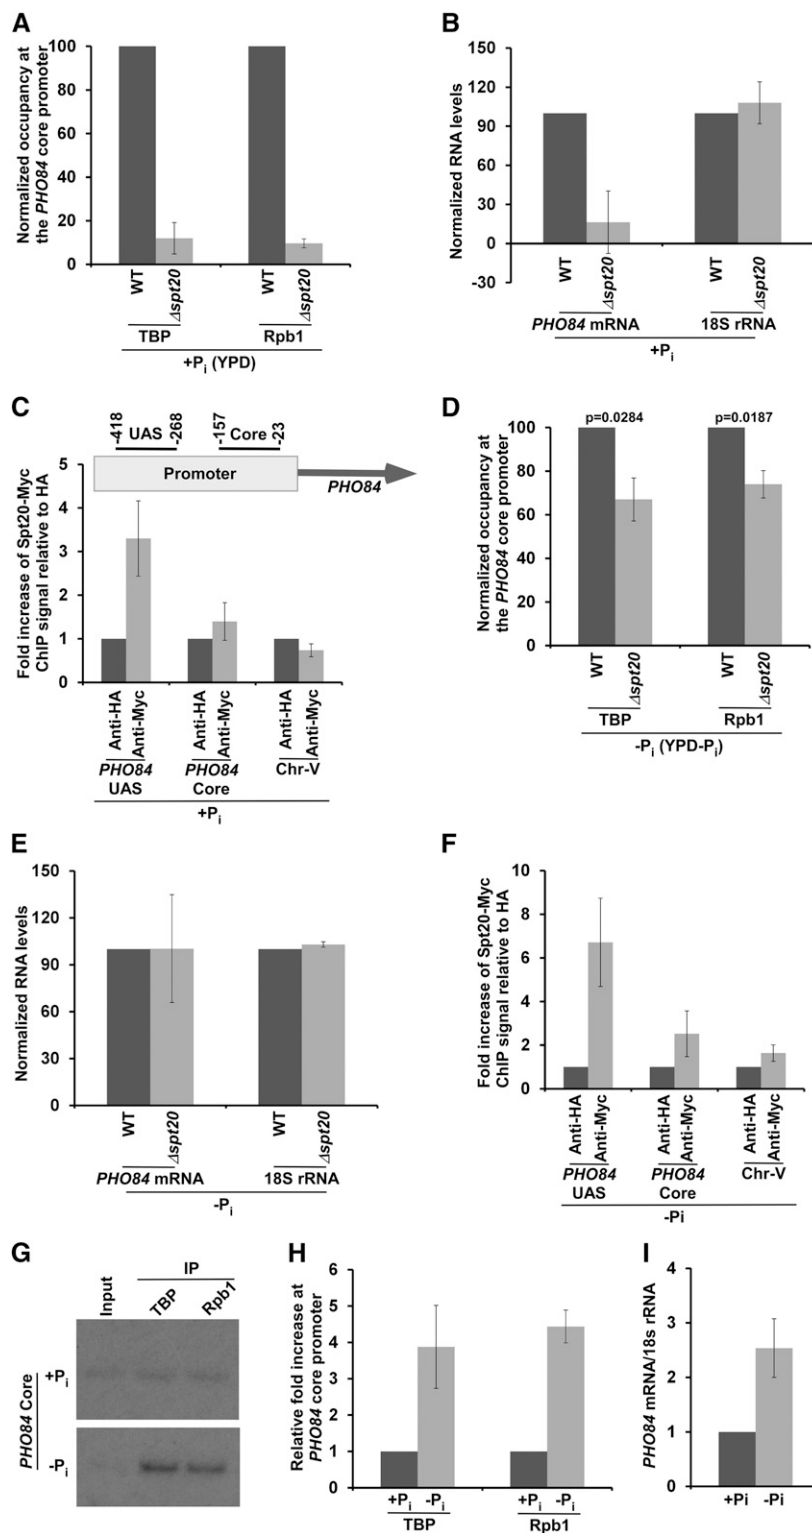 A
Normalized occupancy at
the PHO84 core promoter
100
80
60
40
20
0
WT
Δspt20
WT
Δspt20
TBP
Rpb1
+Pi (YPD)
B
Normalized RNA levels
150
120
90
60
30
0
-30
WT
Δspt20
WT
Δspt20
PHO84 mRNA
18S rRNA
+Pi
C
-418
UAS
-268
-157
Core
-23
Promoter
PHO84
Fold increase of Spt20-Myc
ChIP signal relative to HA
5
4
3
2
1
0
Anti-HA
Anti-Myc
Anti-HA
Anti-Myc
Anti-HA
Anti-Myc
PHO84
UAS
PHO84
Core
Chr-V
+Pi
D
Normalized occupancy at
the PHO84 core promoter
100
80
60
40
20
0
p=0.0284
p=0.0187
WT
Δspt20
WT
Δspt20
TBP
Rpb1
-Pi (YPD-Pi)
E
Normalized RNA levels
150
120
90
60
30
0
WT
Δspt20
WT
Δspt20
PHO84 mRNA
18S rRNA
-Pi
F
Fold increase of Spt20-Myc
ChIP signal relative to HA
10
8
6
4
2
0
Anti-HA
Anti-Myc
Anti-HA
Anti-Myc
Anti-HA
Anti-Myc
PHO84
UAS
PHO84
Core
Chr-V
-Pi
G
IP
Input
TBP
Rpb1
PHO84 Core
+Pi
-Pi
H
Relative fold increase at
PHO84 core promoter
6
5
4
3
2
1
0
+Pi -Pi
+Pi -Pi
TBP
Rpb1
I
PHO84 mRNA/18s rRNA
4
3
2
1
0
+Pi
-Pi